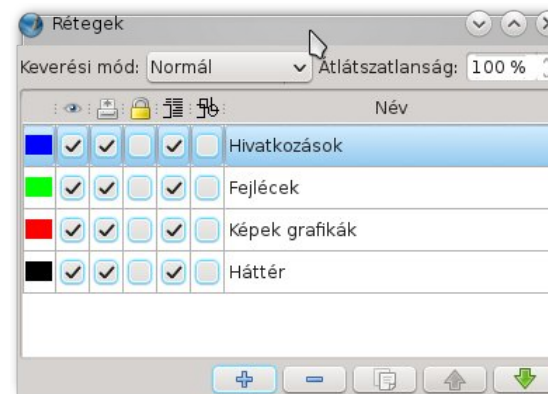 Rétegek
Keverési mód: Normál Átlátszatlanság: 100 %
Név
Hivatkozások
Fejlécek
Képek grafikák
Háttér